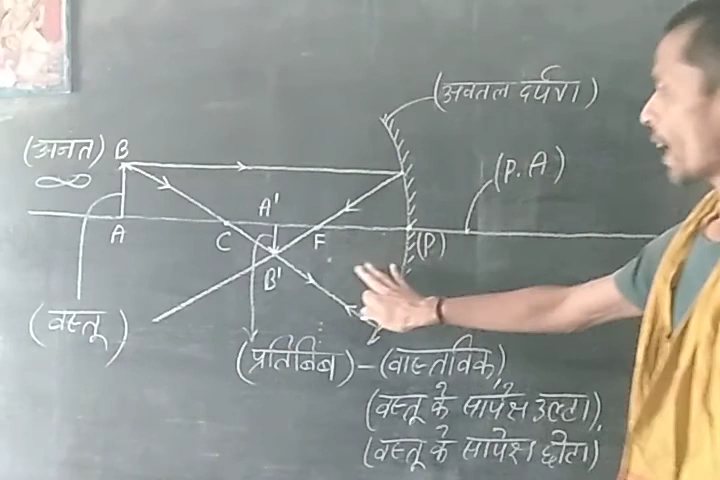 (अवतल दर्पण)
(अनंत) B
∞
(P.A)
A'
A C F (P)
B'
(वस्तू)
(प्रतिबिंब) - (वास्तविक)
(वस्तू के सापेक्ष उल्टा)
(वस्तू के सापेक्ष छोटा)